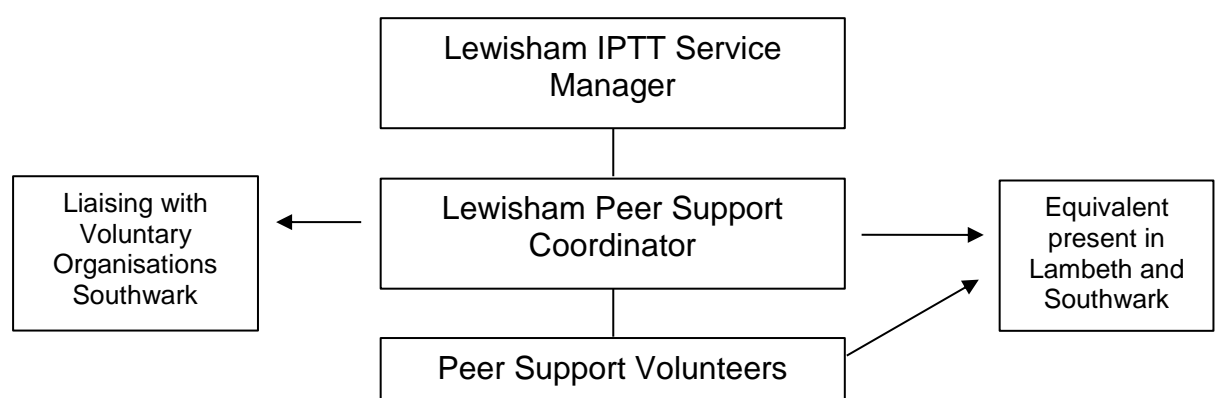 Lewisham IPTT Service
Manager
Liaising with
Voluntary
Organisations
Southwark
Lewisham Peer Support
Coordinator
Equivalent
present in
Lambeth and
Southwark
Peer Support Volunteers